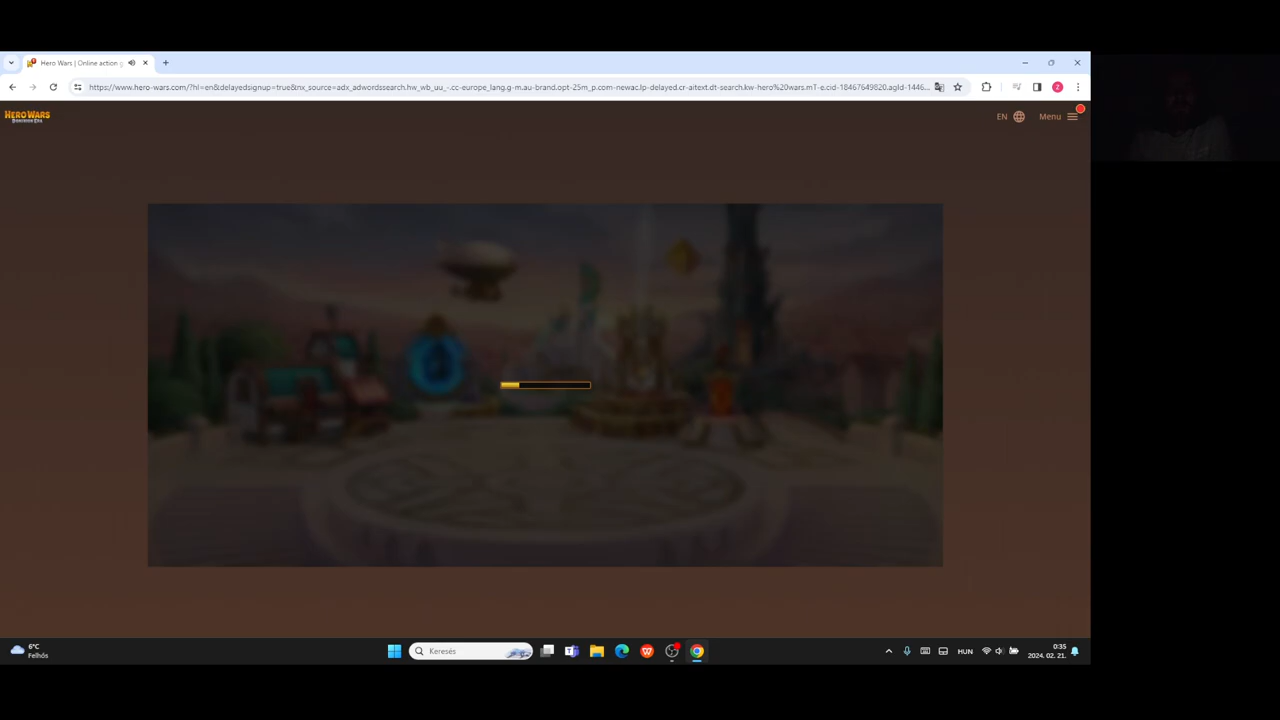 Hero Wars | Online action g
https://www.hero-wars.com/?hl=en&delayedsignup=true&nx_source=adx_adwordssearch.hw_wb_uu_-.cc-europe_lang.g-m.au-brand.opt-25m_p.com-newac.lp-delayed.cr-aitext.dt-search.kw-hero%20wars.mT-e.cid-18467649820.agId-1446...
HERO WARS
DOMINION ERA
EN
Menu
6°C
Felhős
Keresés
HUN
0:35
2024. 02. 21.